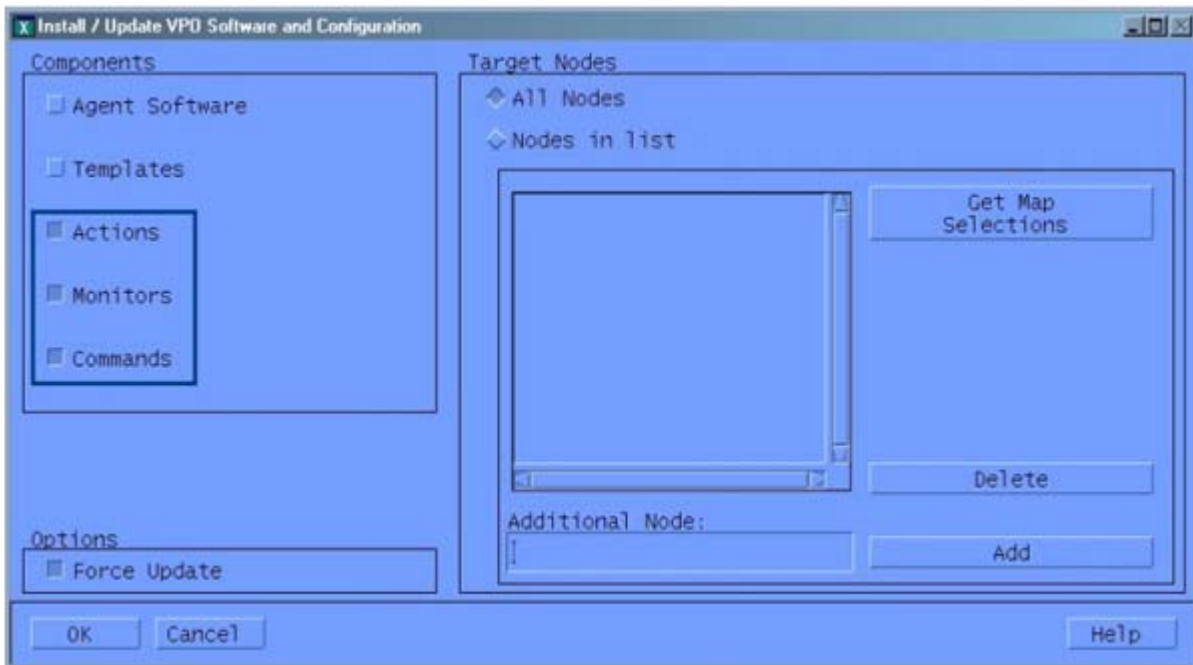 Install / Update VPO Software and Configuration
Components
Agent Software
Templates
Actions
Monitors
Commands
Options
Force Update
Target Nodes
All Nodes
Nodes in list
Get Map
Selections
Delete
Additional Node:
Add
OK
Cancel
Help